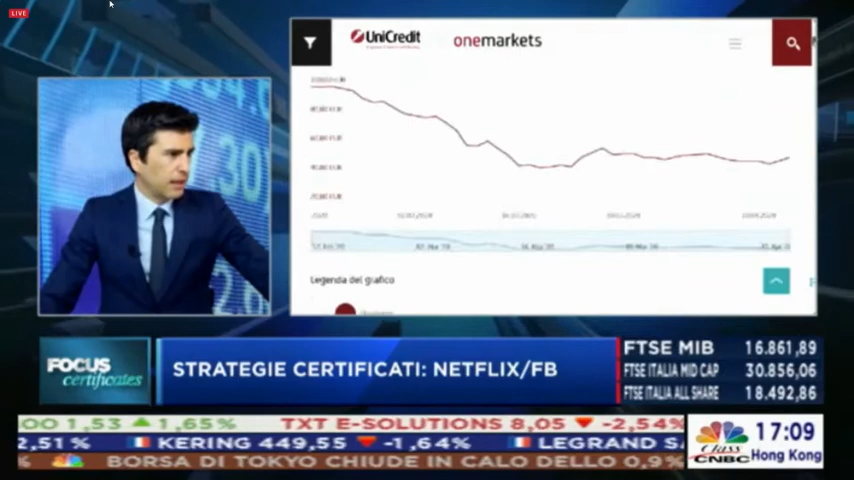 LIVE
UniCredit
onemarkets
Legenda del grafico
FOCUS
certificates
STRATEGIE CERTIFICATI: NETFLIX/FB
FTSE MIB 16.861,89
FTSE ITALIA MID CAP 30.856,06
FTSE ITALIA ALL SHARE 18.492,86
OO 1,53 1,65% TXT E-SOLUTIONS 8,05 -2,54%
2,51% KERING 449,55 -1,64% LEGRAND SA
BORSA DI TOKYO CHIUDE IN CALO DELLO 0,9%
Class
CNBC
17:09
Hong Kong